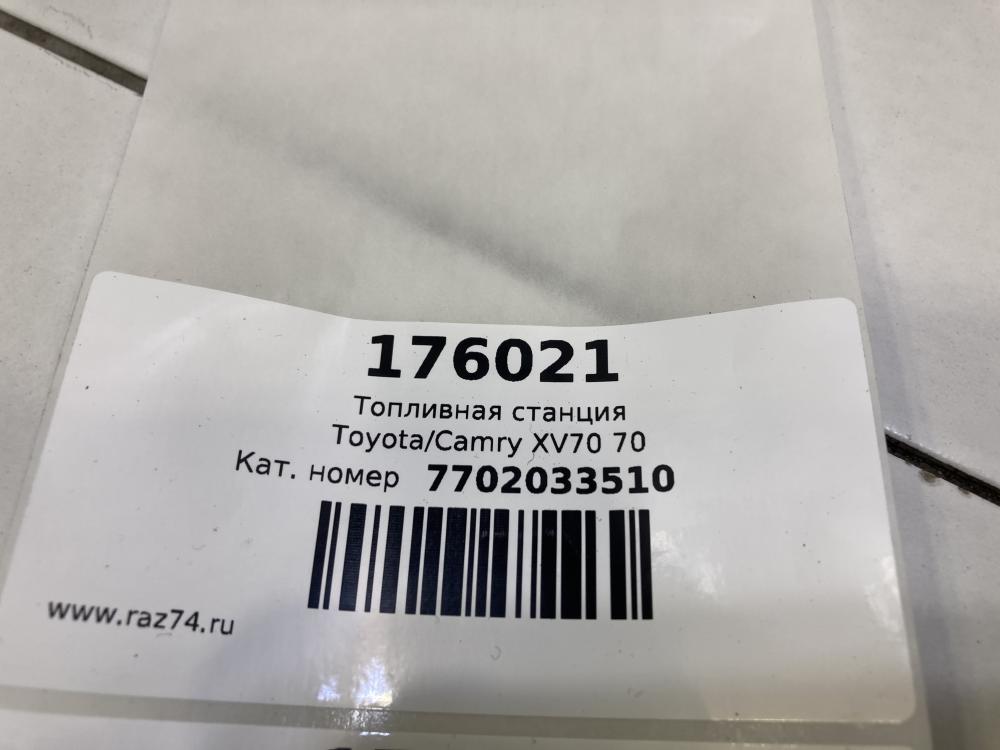 176021
Топливная станция
Toyota/Camry XV70 70
Кат. номер 7702033510
www.raz74.ru